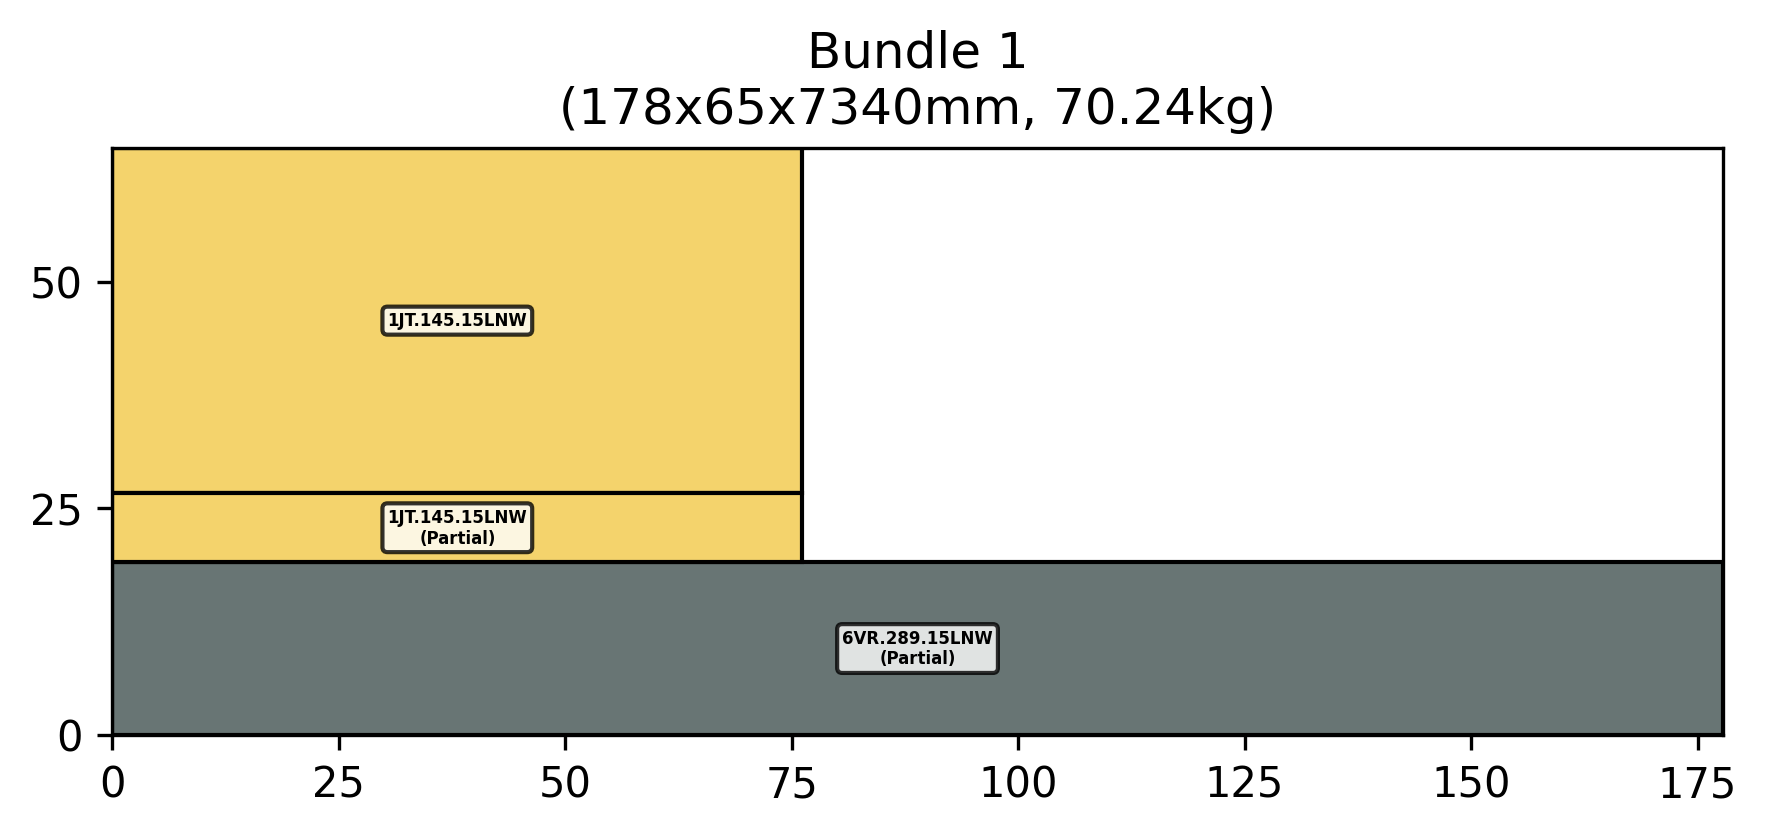 Bundle 1
(178x65x7340mm, 70.24kg)
50
25
0
1JT.145.15LNW
1JT.145.15LNW
(Partial)
6VR.289.15LNW
(Partial)
0 25 50 75 100 125 150 175